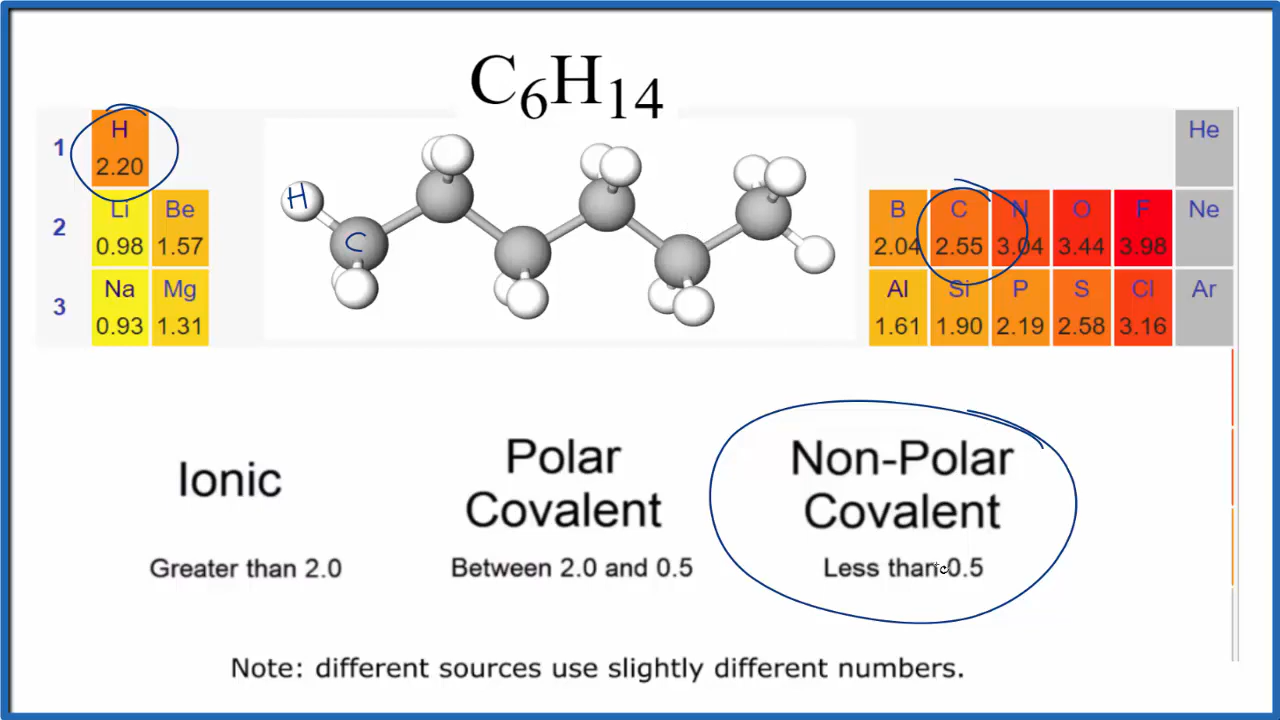 C6H14
1 H He
2.20
2 Li Be B C N O F Ne
0.98 1.57 2.04 2.55 3.04 3.44 3.98
3 Na Mg Al Si P S Cl Ar
0.93 1.31 1.61 1.90 2.19 2.58 3.16
H
C
Ionic
Greater than 2.0
Polar
Covalent
Between 2.0 and 0.5
Non-Polar
Covalent
Less than 0.5
Note: different sources use slightly different numbers.